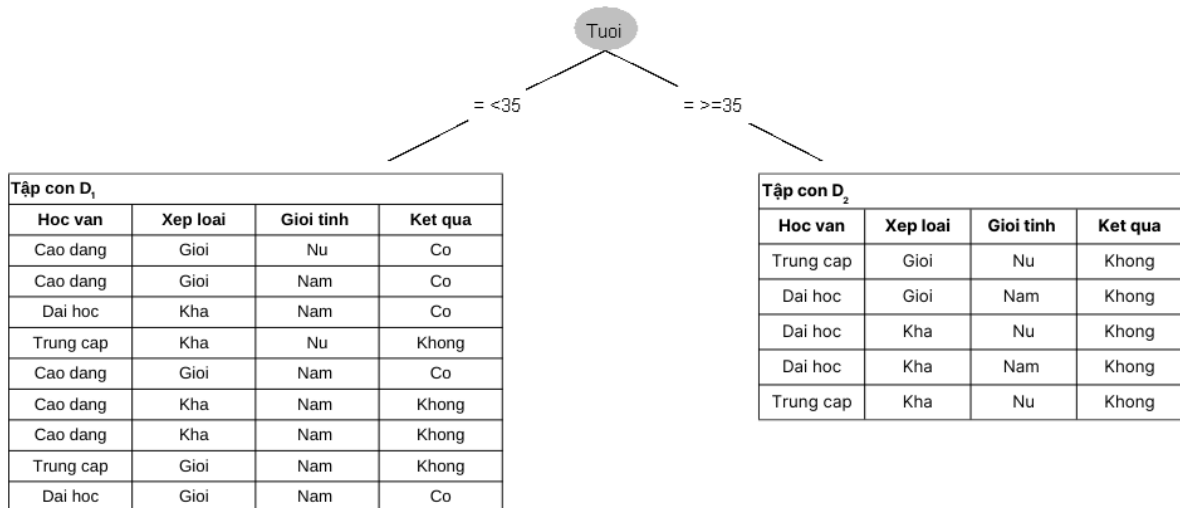 Tuoi
= <35
= >=35
Tập con D₁
Hoc van Xep loai Gioi tinh Ket qua
Cao dang Gioi Nu Co
Cao dang Gioi Nam Co
Dai hoc Kha Nam Co
Trung cap Kha Nu Khong
Cao dang Gioi Nam Co
Cao dang Kha Nam Khong
Cao dang Kha Nam Khong
Trung cap Gioi Nam Khong
Dai hoc Gioi Nam Co
Tập con D₂
Hoc van Xep loai Gioi tinh Ket qua
Trung cap Gioi Nu Khong
Dai hoc Gioi Nam Khong
Dai hoc Kha Nu Khong
Dai hoc Kha Nam Khong
Trung cap Kha Nu Khong